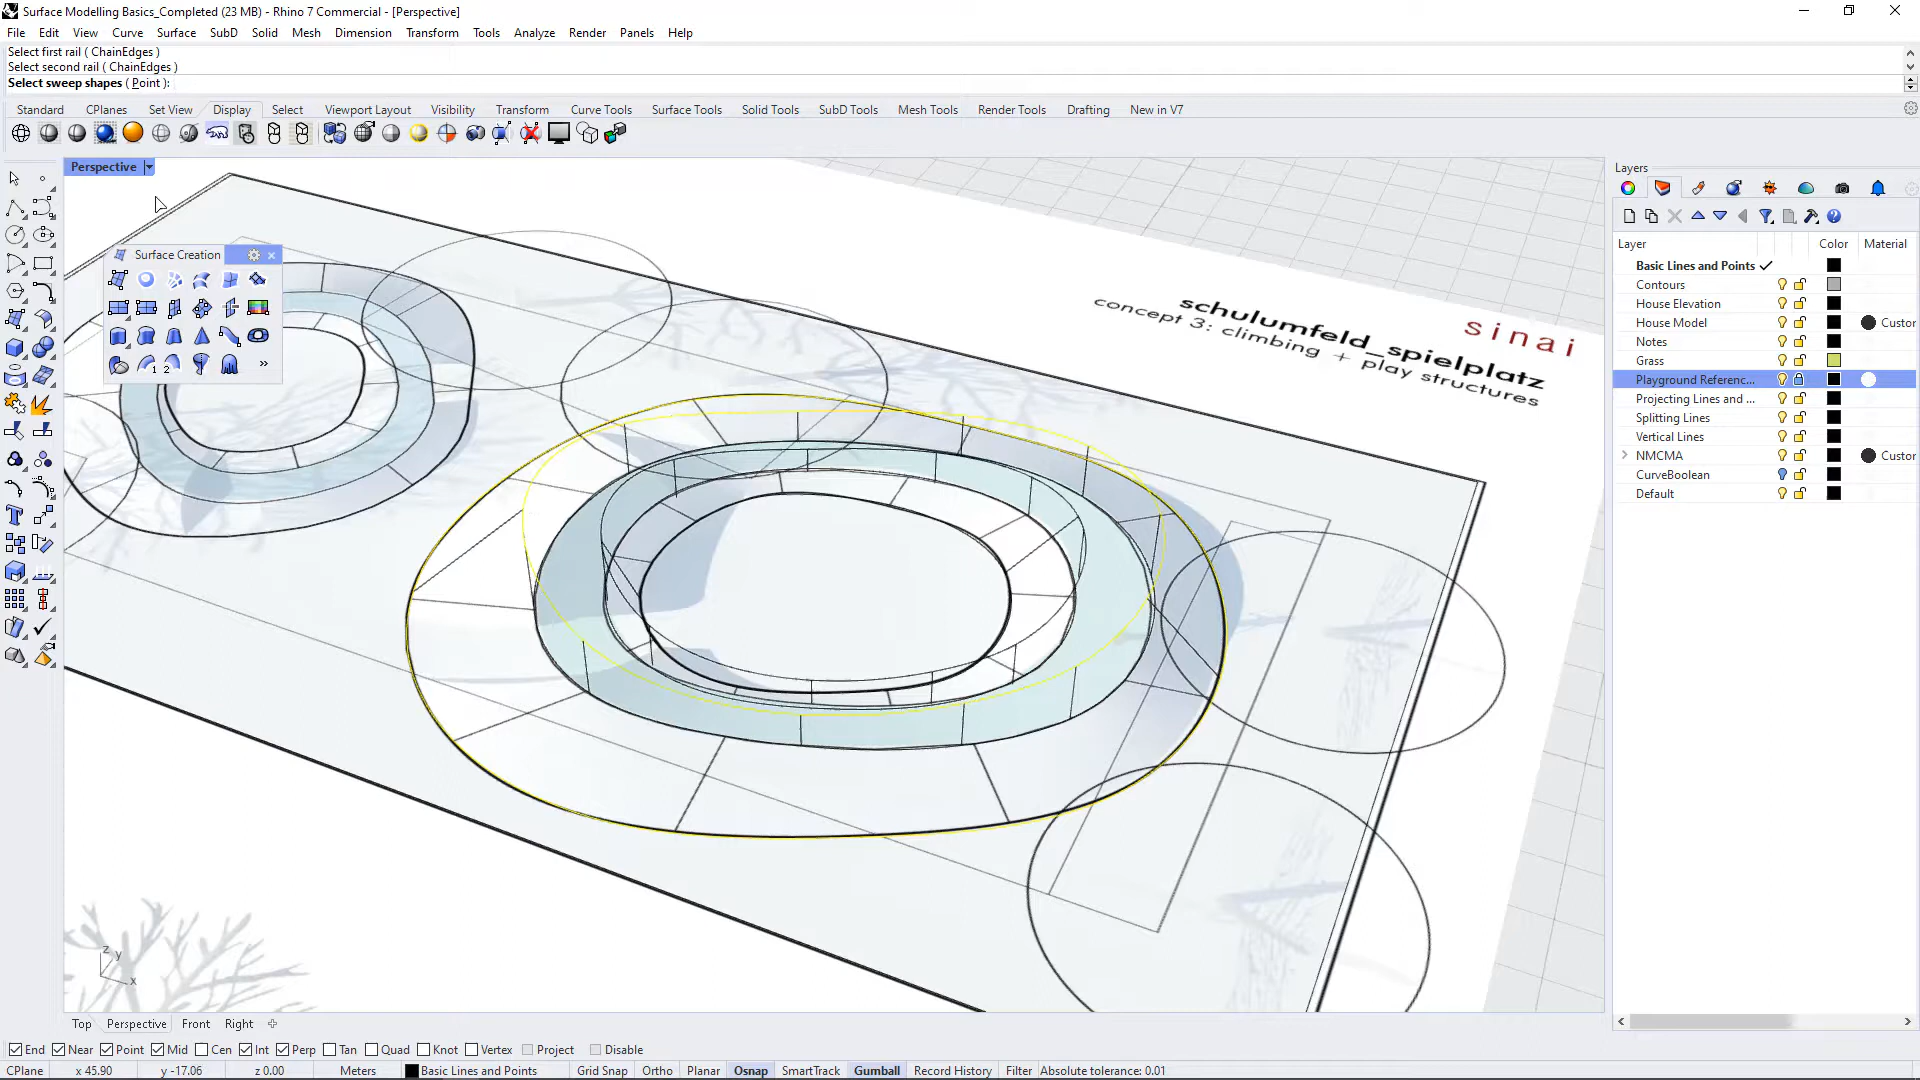 Surface Modelling Basics_Completed (23 MB) - Rhino 7 Commercial - [Perspective]
File Edit View Curve Surface SubD Solid Mesh Dimension Transform Tools Analyze Render Panels Help
Select first rail ( ChainEdges )
Select second rail ( ChainEdges )
Select sweep shapes ( Point ):
Standard CPlanes Set View Display Select Viewport Layout Visibility Transform Curve Tools Surface Tools Solid Tools SubD Tools Mesh Tools Render Tools Drafting New in V7
Perspective
Layers
Surface Creation
Layer Color Material
Basic Lines and Points
Contours
House Elevation
House Model Custor
Notes
Grass
Playground Referenc...
Projecting Lines and ...
Splitting Lines
Vertical Lines
NMCMA Custor
CurveBoolean
Default
schulumfeld_spielplatz
concept 3: climbing + play structures
sinai
1 2
z y
x
Top Perspective Front Right
End Near Point Mid Cen Int Perp Tan Quad Knot Vertex Project Disable
CPlane x 45.90 y -17.06 z 0.00 Meters Basic Lines and Points Grid Snap Ortho Planar Osnap SmartTrack Gumball Record History Filter Absolute tolerance: 0.01